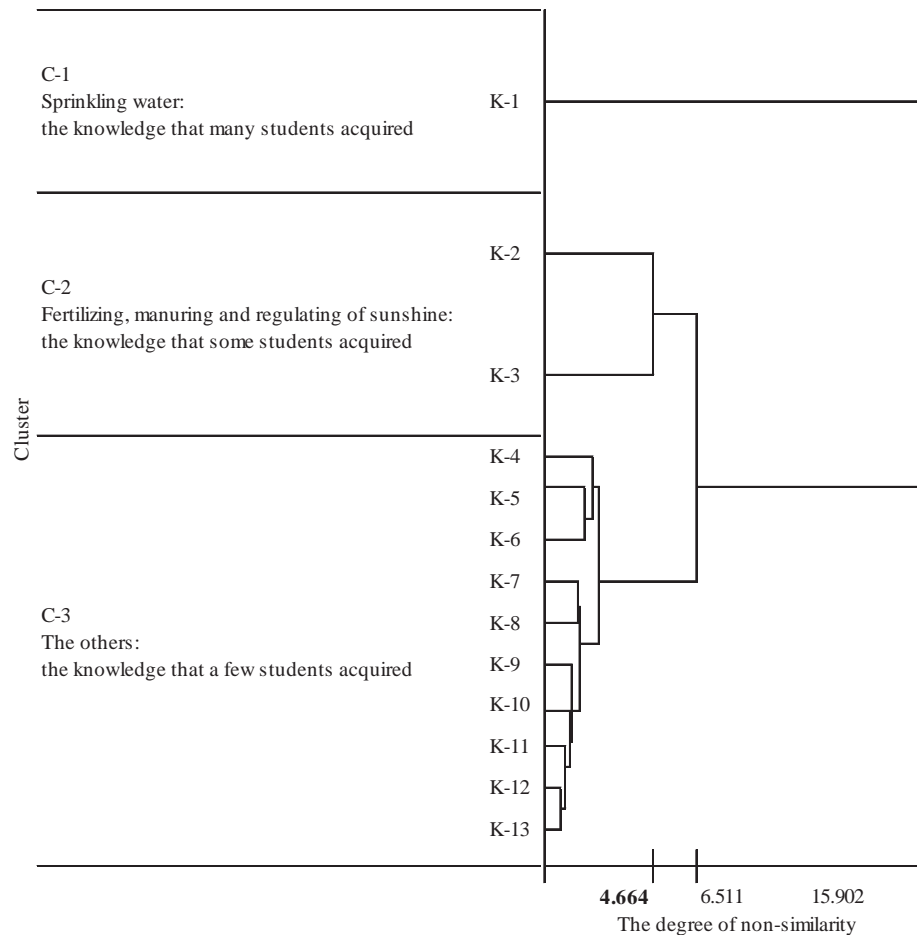 C-1
Sprinkling water:
the knowledge that many students acquired
K-1
K-2
C-2
Fertilizing, manuring and regulating of sunshine:
the knowledge that some students acquired
K-3
Cluster
K-4
K-5
K-6
K-7
K-8
C-3
The others:
the knowledge that a few students acquired
K-9
K-10
K-11
K-12
K-13
4.664 6.511 15.902
The degree of non-similarity